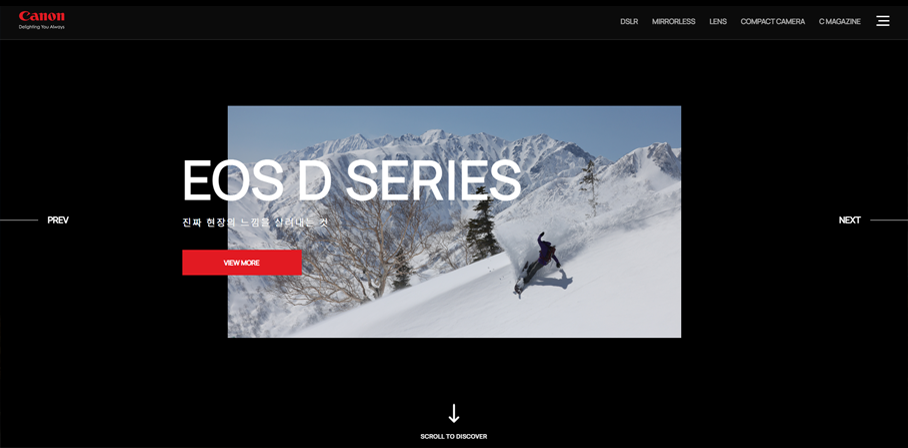 Canon
Delighting You Always
DSLR MIRRORLESS LENS COMPACT CAMERA C MAGAZINE
EOS D SERIES
진짜 현장의 느낌을 살려내는 것
PREV
NEXT
VIEW MORE
SCROLL TO DISCOVER